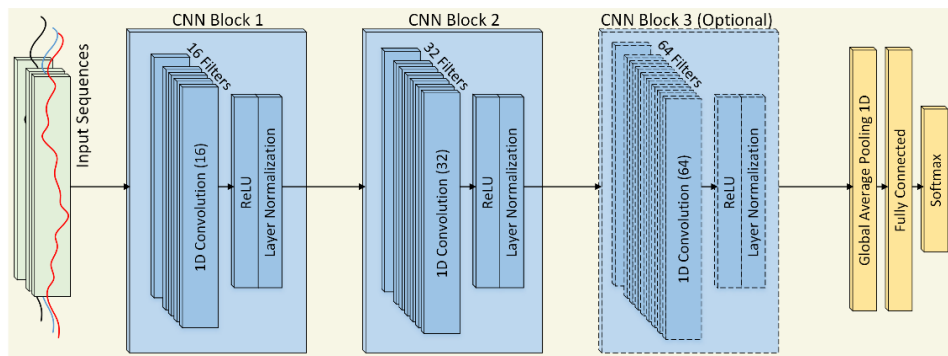 CNN Block 1
CNN Block 2
CNN Block 3 (Optional)
Input Sequences
16 Filters
1D Convolution (16)
ReLU
Layer Normalization
32 Filters
1D Convolution (32)
ReLU
Layer Normalization
64 Filters
1D Convolution (64)
ReLU
Layer Normalization
Global Average Pooling 1D
Fully Connected
Softmax